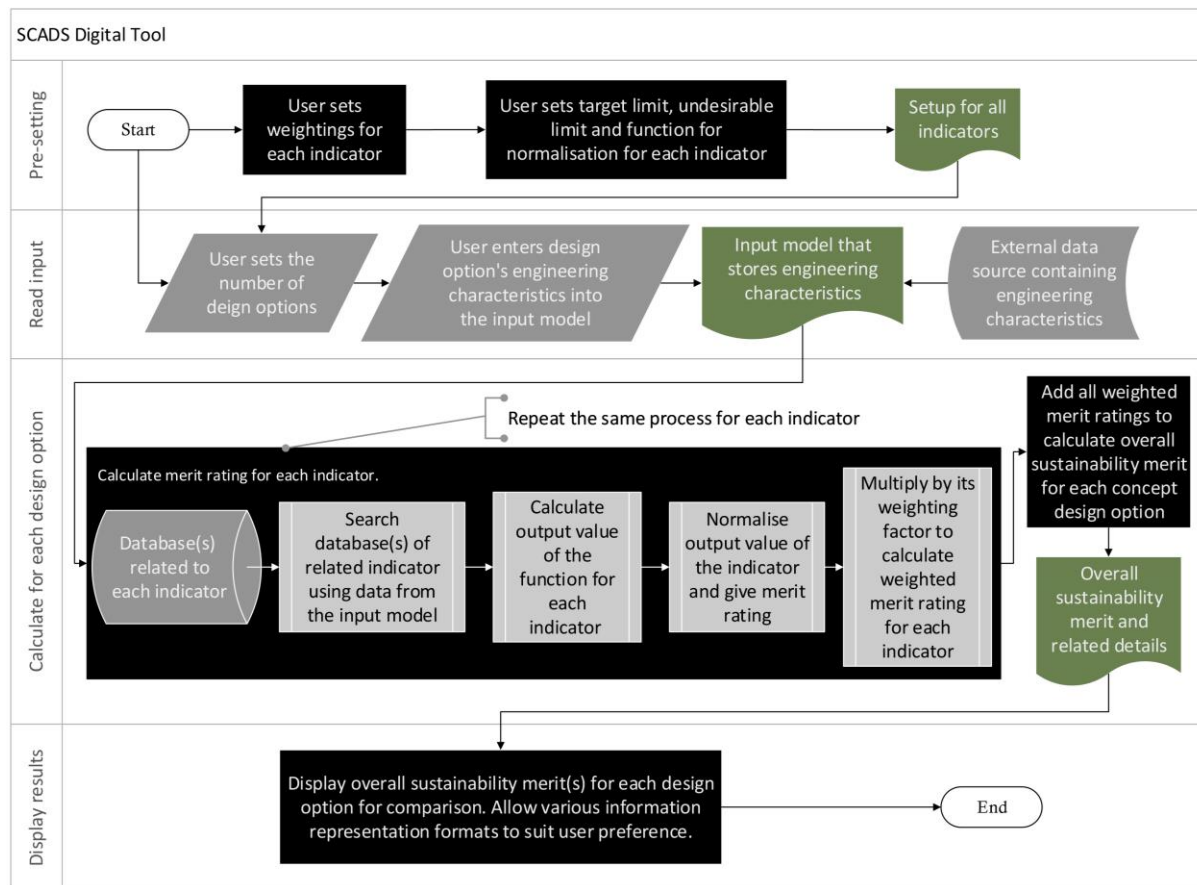 SCADS Digital Tool
Pre-setting
Start
User sets
weightings for
each indicator
User sets target limit, undesirable
limit and function for
normalisation for each indicator
Setup for all
indicators
Read input
User sets the
number of
deign options
User enters design
option's engineering
characteristics into
the input model
Input model that
stores engineering
characteristics
External data
source containing
engineering
characteristics
Calculate for each design option
Repeat the same process for each indicator
Calculate merit rating for each indicator.
Database(s)
related to
each indicator
Search
database(s) of
related indicator
using data from
the input model
Calculate
output value
of the
function for
each
indicator
Normalise
output value of
the indicator
and give merit
rating
Multiply by its
weighting
factor to
calculate
weighted
merit rating
for each
indicator
Add all weighted
merit ratings to
calculate overall
sustainability merit
for each concept
design option
Overall
sustainability
merit and
related details
Display results
Display overall sustainability merit(s) for each design
option for comparison. Allow various information
representation formats to suit user preference.
End